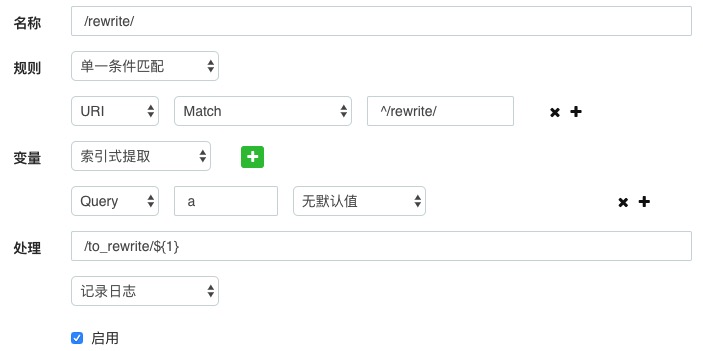 名称 /rewrite/
规则 单一条件匹配
URI Match ^/rewrite/
变量 索引式提取
Query a 无默认值
处理 /to_rewrite/${1}
记录日志
启用